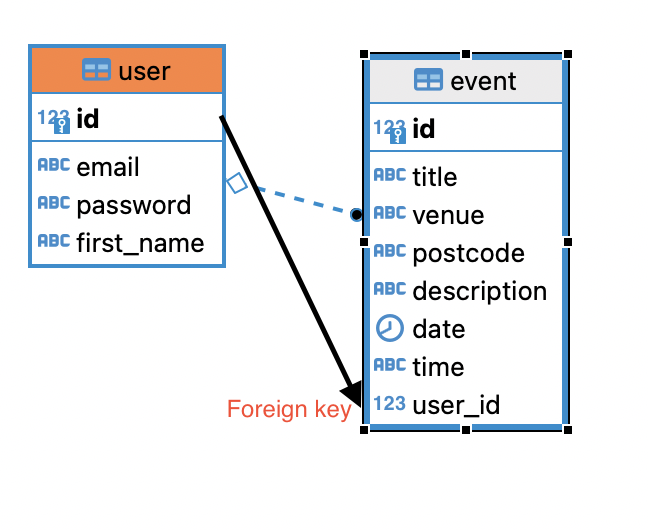 user
123 id
ABC email
ABC password
ABC first_name
event
123 id
ABC title
ABC venue
ABC postcode
ABC description
date
ABC time
123 user_id
Foreign key